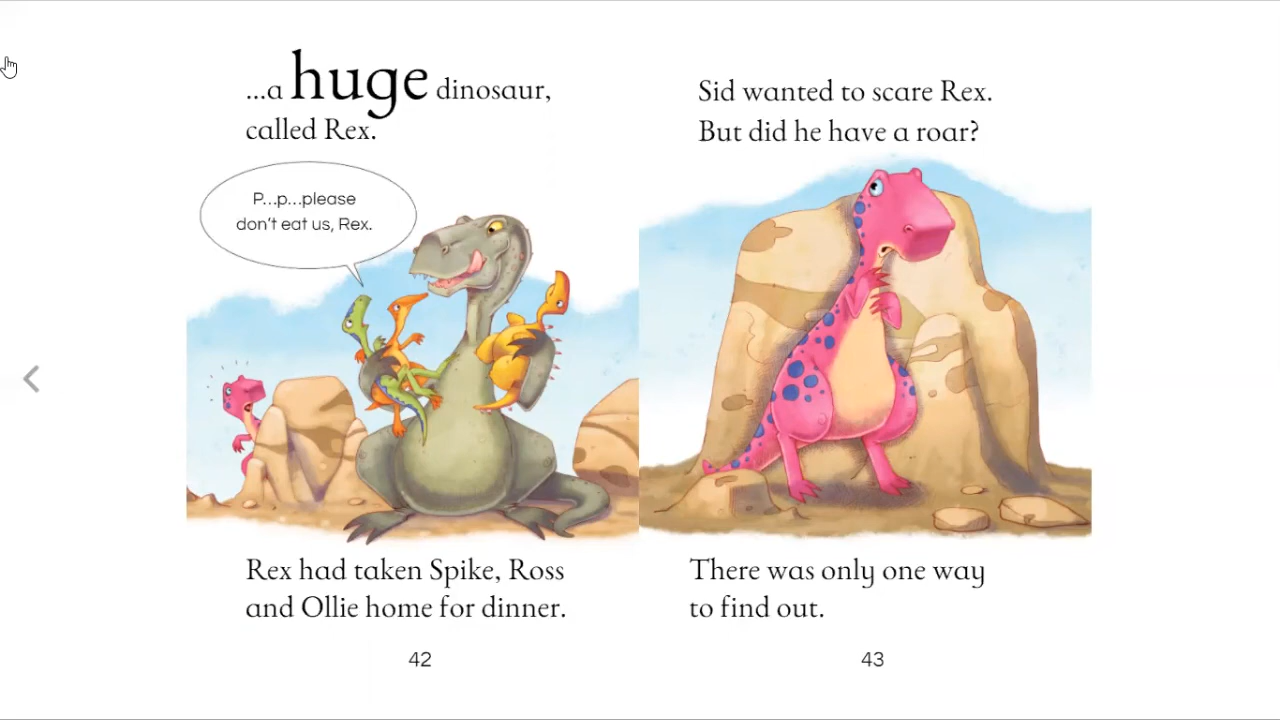 ...a huge dinosaur,
called Rex.
P...p...please
don't eat us, Rex.
Rex had taken Spike, Ross
and Ollie home for dinner.
42
Sid wanted to scare Rex.
But did he have a roar?
There was only one way
to find out.
43